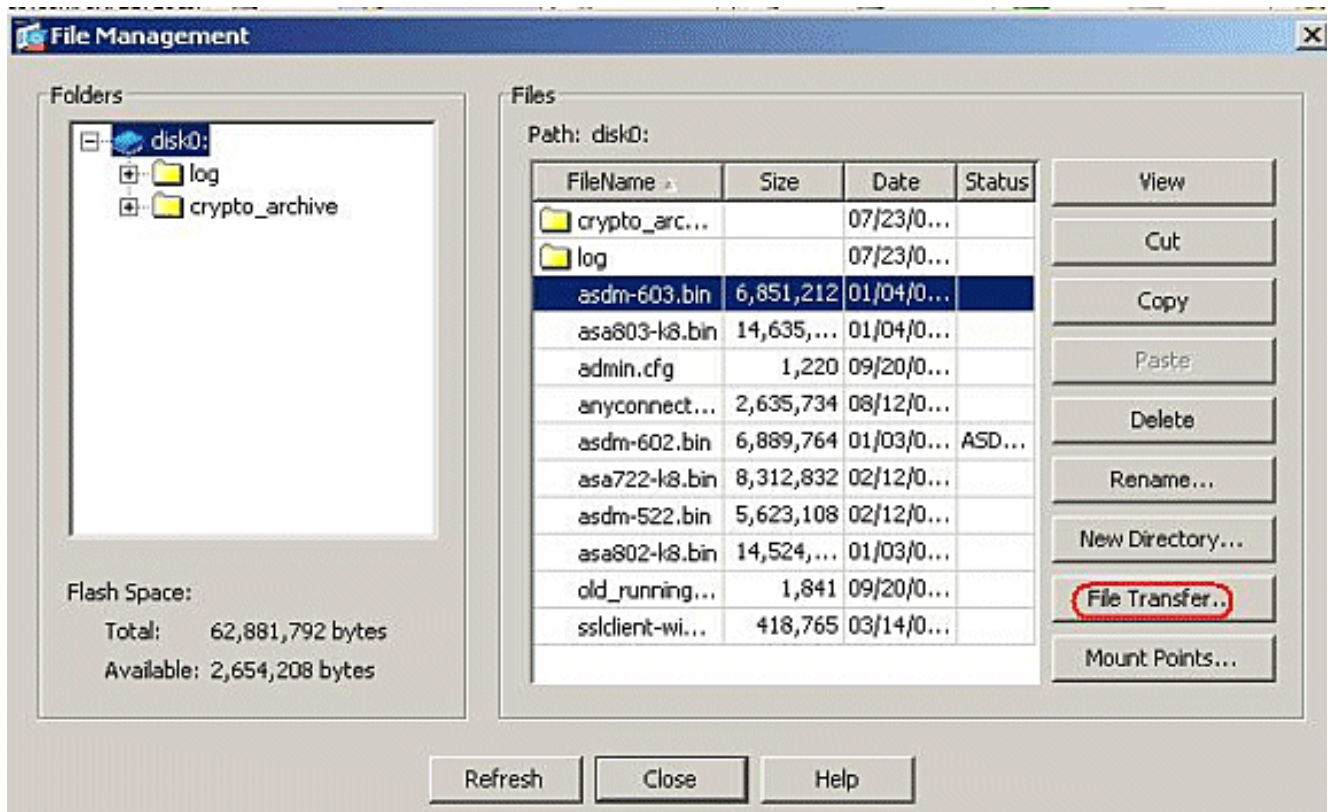 File Management
Folders
disk0:
log
crypto_archive
Flash Space:
Total: 62,881,792 bytes
Available: 2,654,208 bytes
Files
Path: disk0:
FileName Size Date Status
crypto_arc... 07/23/0...
log 07/23/0...
asdm-603.bin 6,851,212 01/04/0...
asa803-k8.bin 14,635,... 01/04/0...
admin.cfg 1,220 09/20/0...
anyconnect... 2,635,734 08/12/0...
asdm-602.bin 6,889,764 01/03/0... ASD...
asa722-k8.bin 8,312,832 02/12/0...
asdm-522.bin 5,623,108 02/12/0...
asa802-k8.bin 14,524,... 01/03/0...
old_running... 1,841 09/20/0...
sslclient-wi... 418,765 03/14/0...
View
Cut
Copy
Paste
Delete
Rename...
New Directory...
File Transfer..
Mount Points...
Refresh Close Help